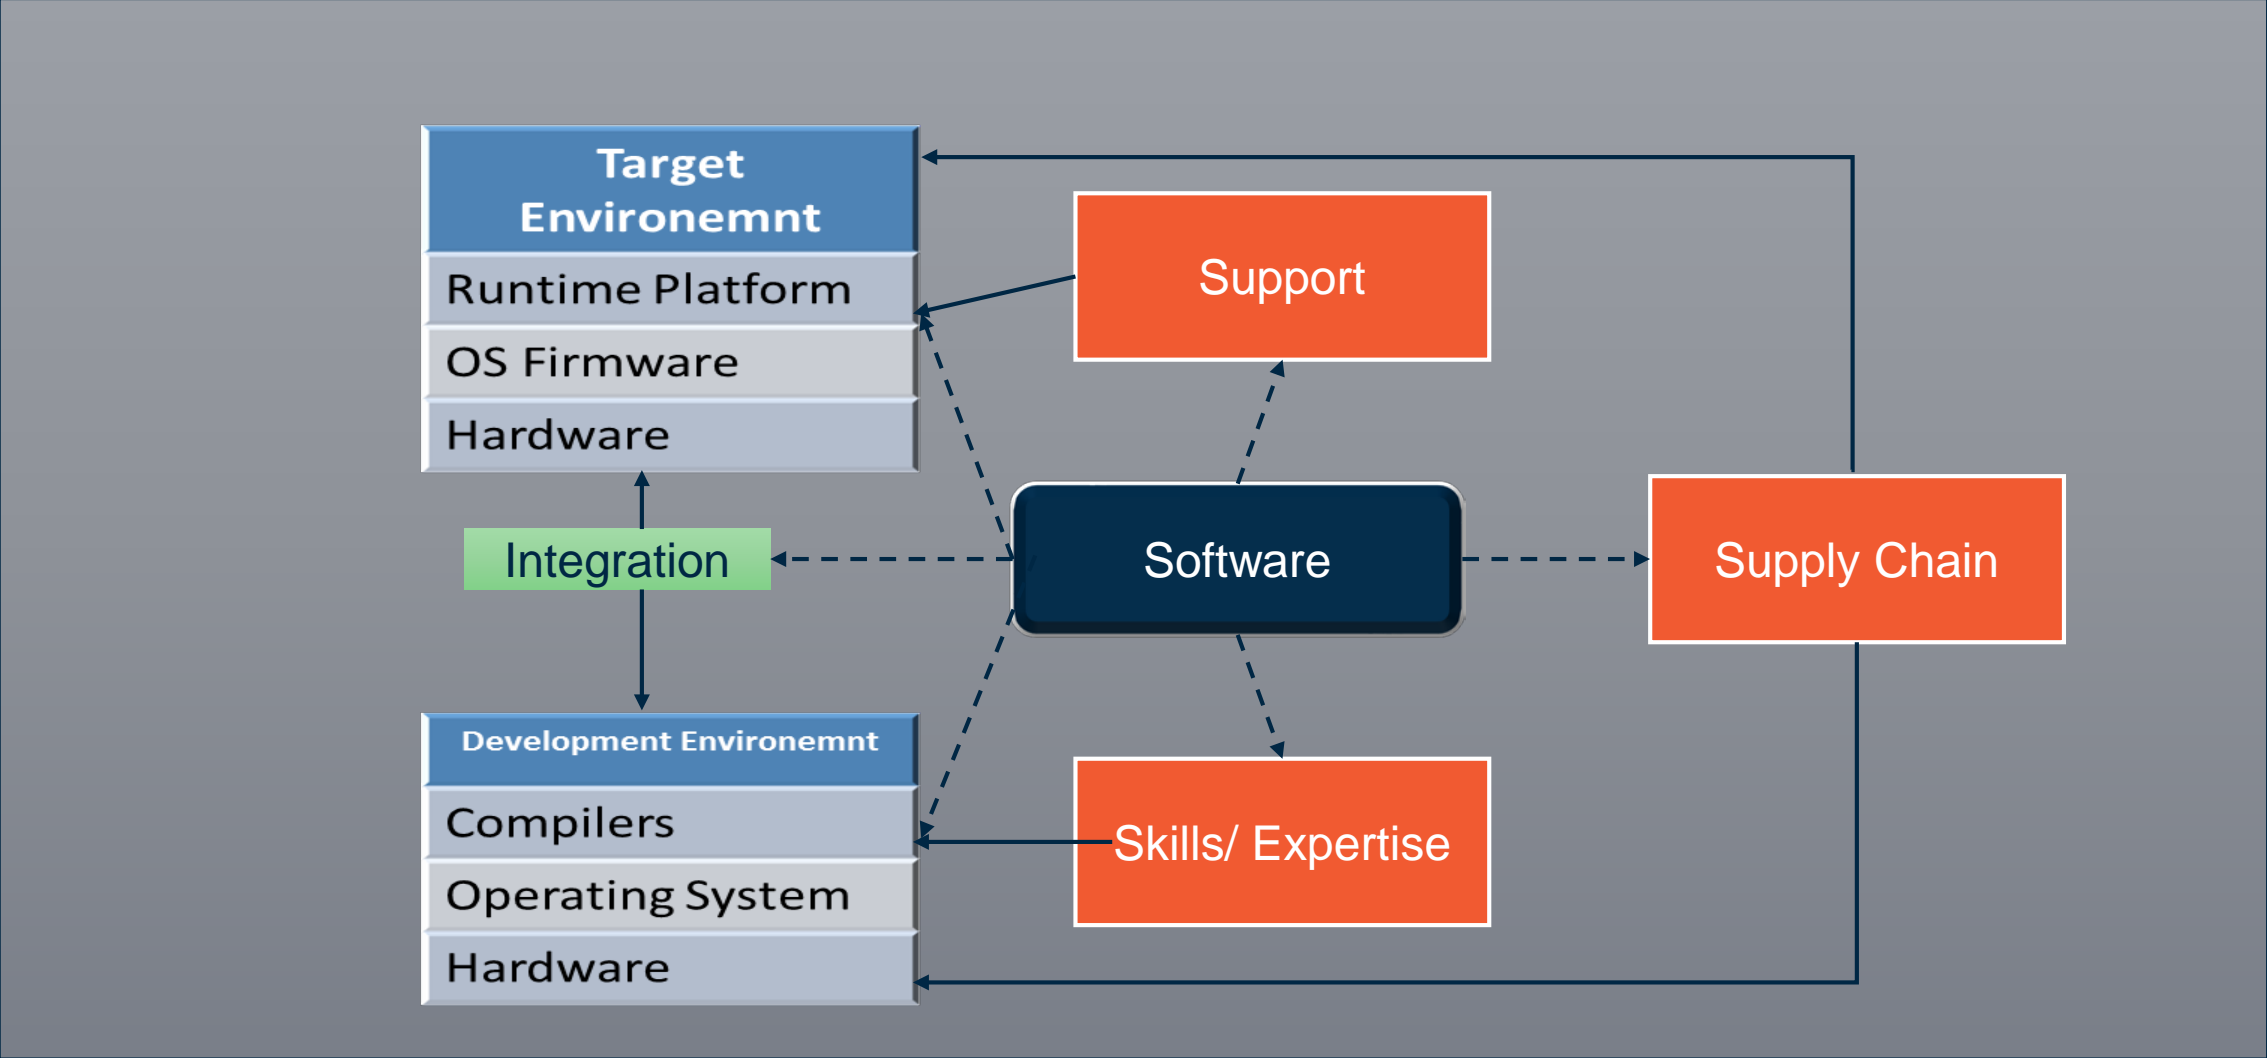 Target
Environemnt
Runtime Platform
OS Firmware
Hardware
Support
Integration
Software
Supply Chain
Development Environemnt
Compilers
Operating System
Hardware
Skills/ Expertise